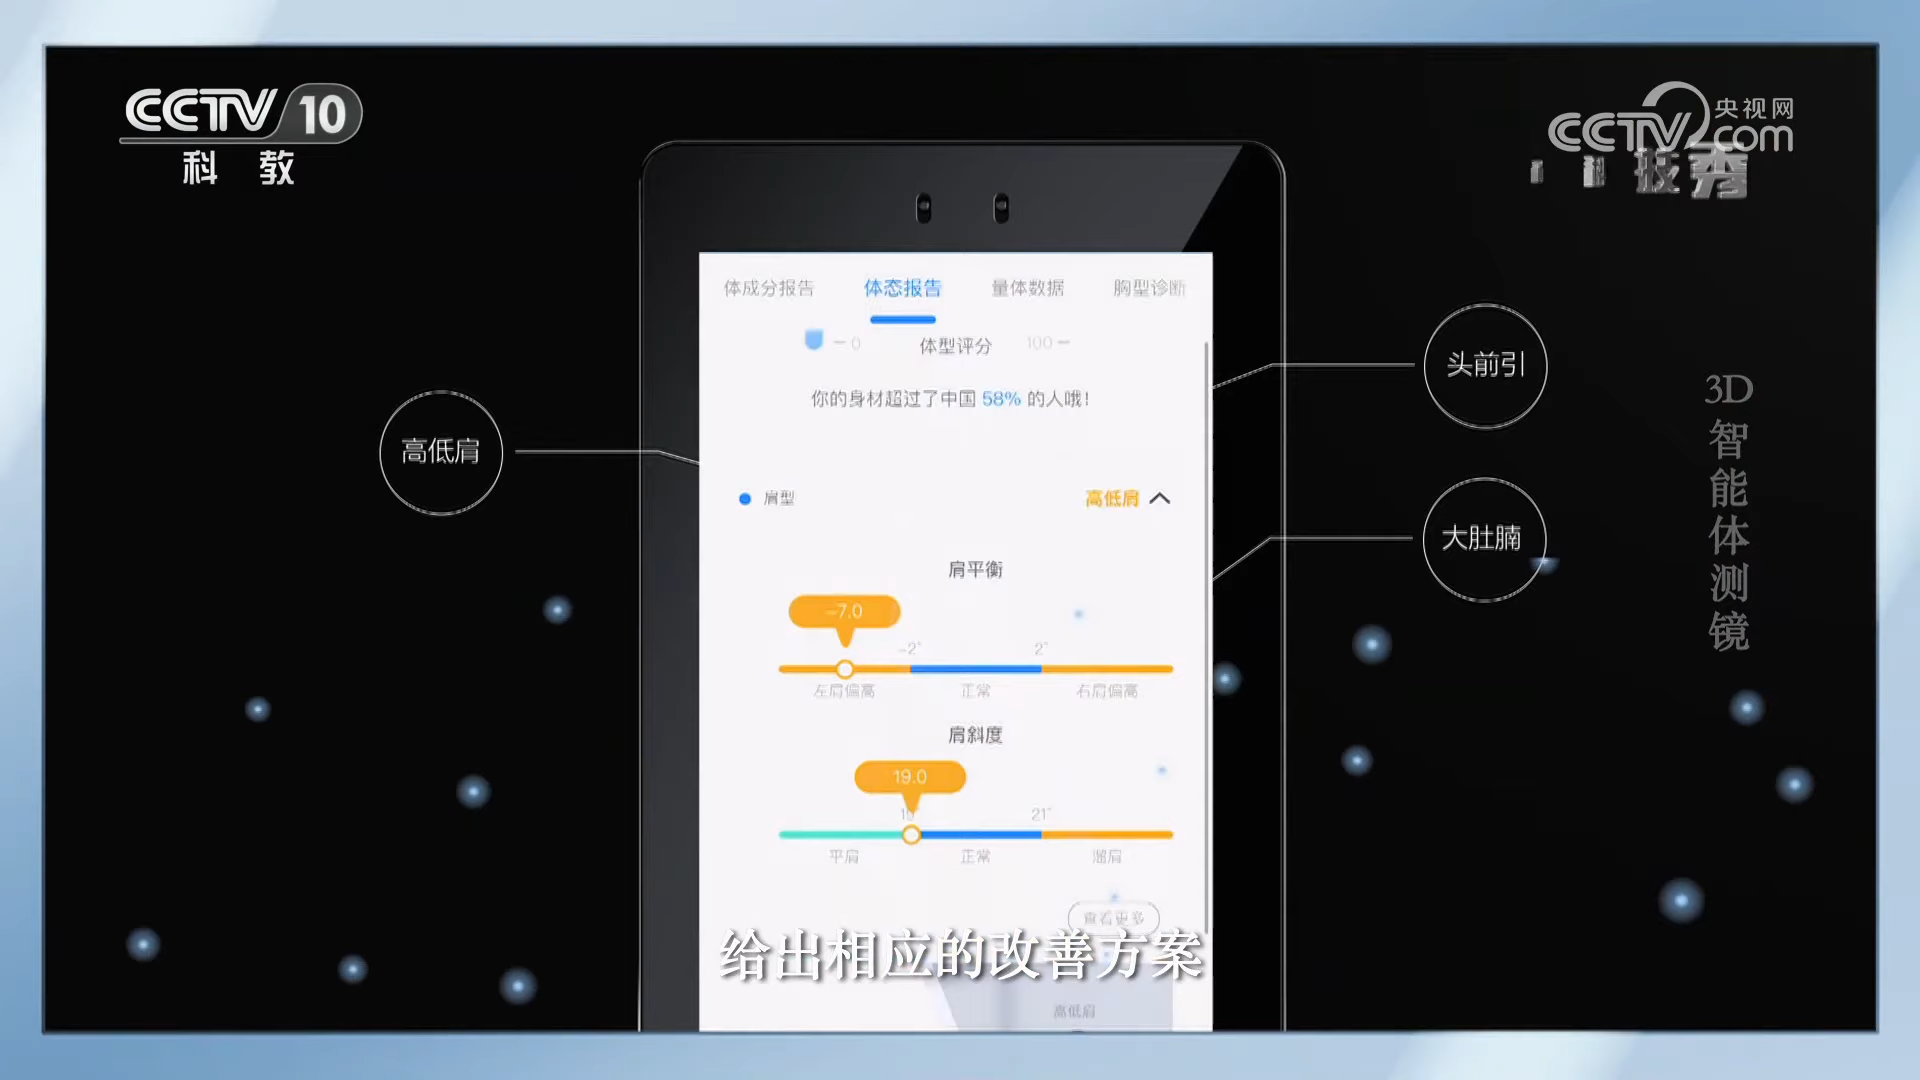 CCTV 10
科 教
央视网
CCTV.com
科技秀
体成分报告 体态报告 量体数据 胸型诊断
0 体型评分 100
你的身材超过了中国 58% 的人哦!
肩型 高低肩
肩平衡
-7.0
-2° 2°
左肩偏高 正常 右肩偏高
肩斜度
19.0
21°
平肩 正常 溜肩
查看更多
高低肩
高低肩
头前引
大肚腩
3D智能体测镜
给出相应的改善方案